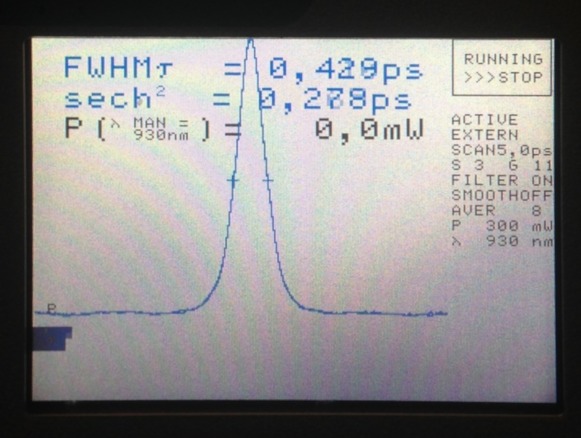 FWHMτ = 0,429ps
sech² = 0,278ps
P (λ MAN = 930nm) = 0,0mW
P
RUNNING
>>>STOP
ACTIVE
EXTERN
SCAN5,0ps
S 3 G 11
FILTER ON
SMOOTHOFF
AVER 8
P 300 mW
λ 930 nm